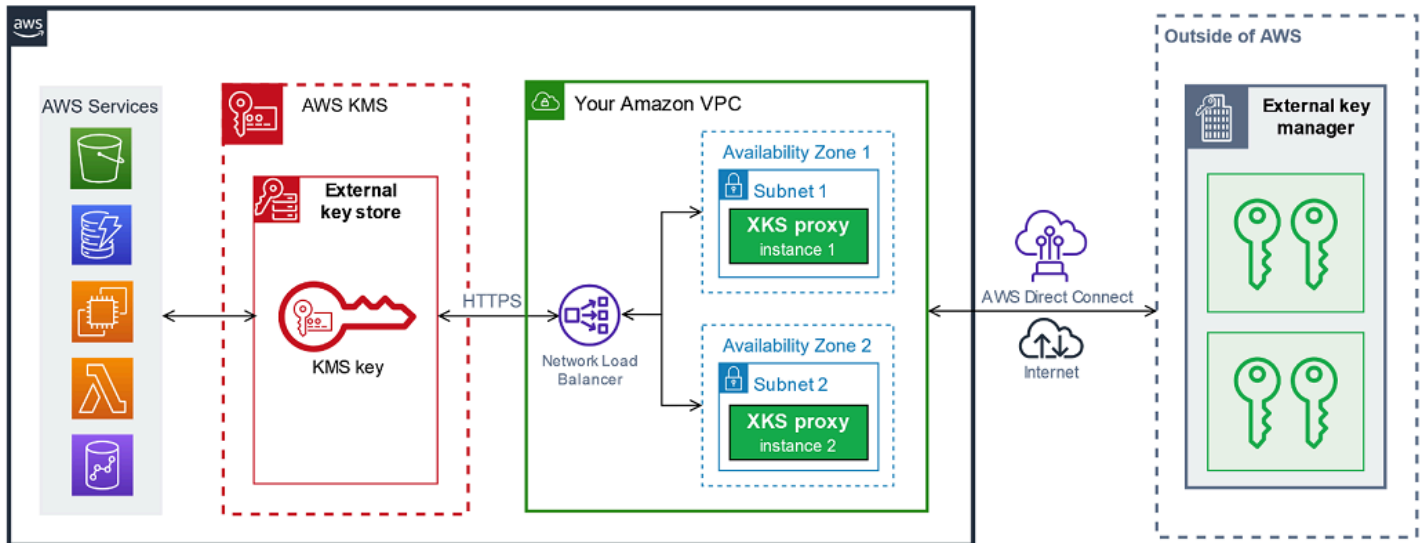 aws
Outside of AWS
AWS Services
AWS KMS
Your Amazon VPC
External key
manager
Availability Zone 1
External
key store
Subnet 1
XKS proxy
instance 1
HTTPS
AWS Direct Connect
KMS key
Network Load
Balancer
Availability Zone 2
Internet
Subnet 2
XKS proxy
instance 2